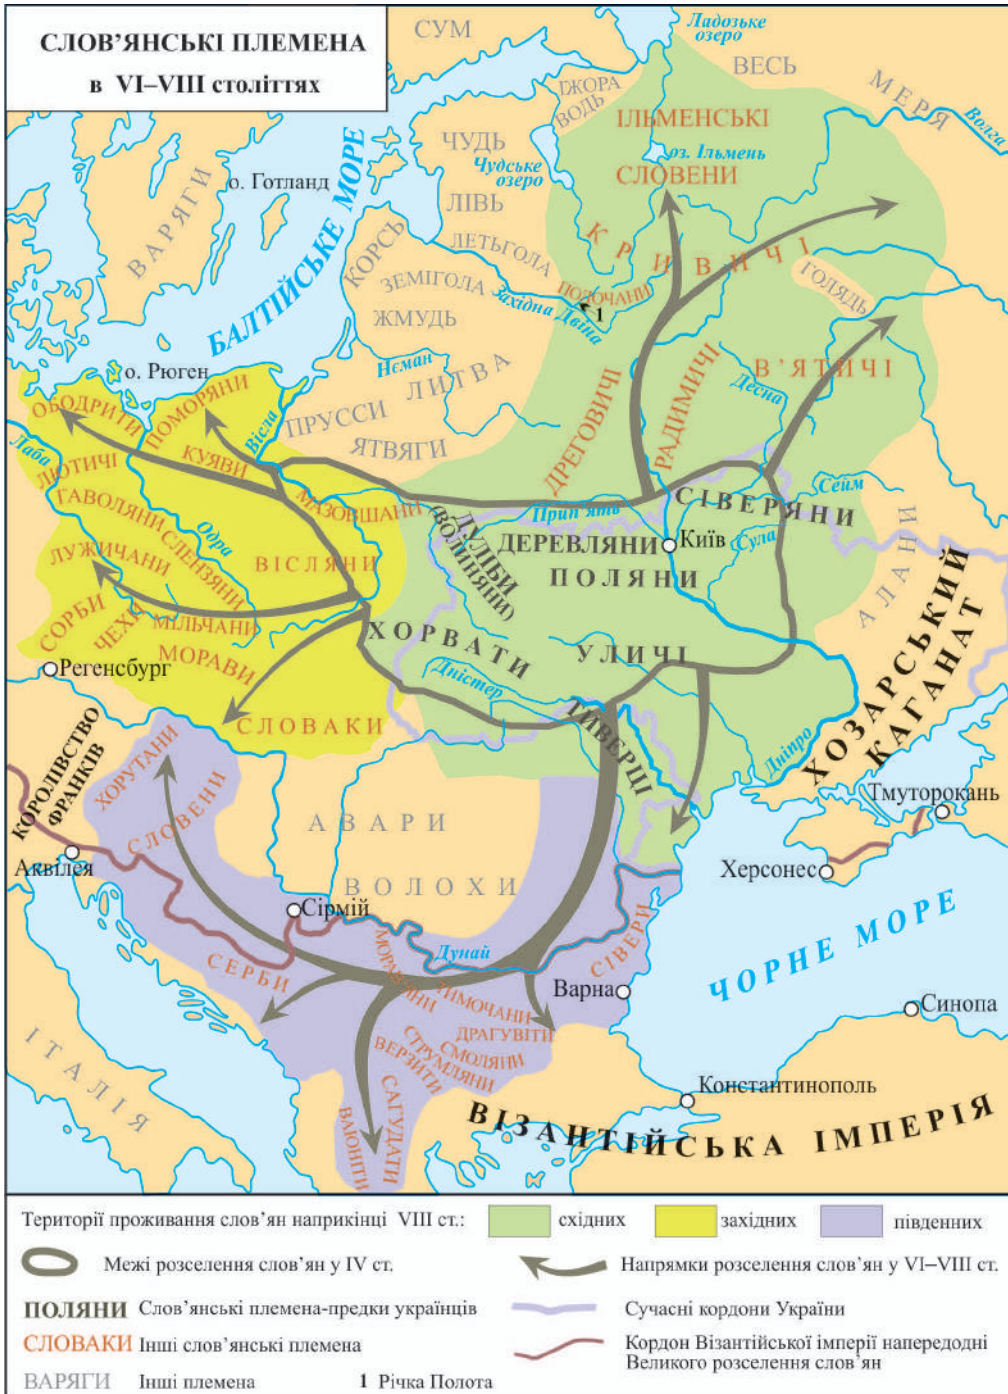 СЛОВ’ЯНСЬКІ ПЛЕМЕНА
в VI–VIII століттях
СУМ
Ладозьке
озеро
ВЕСЬ
МЕРЯ
Волга
ЇЖОРА
ВОДЬ
ІЛЬМЕНСЬКІ
оз. Ільмень
СЛОВЕНИ
ЧУДЬ
Чудське
озеро
ВАРЯГИ
о. Готланд
БАЛТІЙСЬКЕ МОРЕ
ЛІВЬ
ЛЕТЬГОЛА
КОРСЬ
ЗЕМІГОЛА
Західна Двіна
ЖМУДЬ
КРИВИЧІ
ПОЛОЧАНИ
1
ГОЛЯДЬ
о. Рюген
Нєман
ЛИТВА
ПРУССИ
ЯТВЯГИ
ДРЕГОВИЧІ
РАДИМИЧІ
Десна
В’ЯТИЧІ
ОБОДРИТИ
ПОМОРЯНИ
Вісла
Лаба
ЛЮТИЧІ
КУЯВИ
ГАВОЛЯНИ
СЛЕНЗЯНИ
Одра
МАЗОВШАНИ
ЛУЖИЧАНИ
ВІСЛЯНИ
СОРБИ
ЧЕХИ
МІЛЬЧАНИ
МОРАВИ
СЛОВАКИ
Регенсбург
ДУЛІБИ
(ВОЛИНЯНИ)
Прип’ять
СІВЕРЯНИ
Сейм
ДЕРЕВЛЯНИ
Київ
Сула
ПОЛЯНИ
АЛАНИ
ХОРВАТИ
УЛИЧІ
Дністер
ТИВЕРЦІ
Дніпро
ХОЗАРСЬКИЙ
КАГАНАТ
КОРОЛІВСТВО
ФРАНКІВ
ХОРУТАНИ
СЛОВЕНИ
АВАРИ
ВОЛОХИ
Тмуторокань
Херсонес
Аквілея
Сірмій
Дунай
СЕРБИ
МОРАВЯНИ
ТИМОЧАНИ
СІВЕРИ
Варна
ЧОРНЕ МОРЕ
Синопа
ДРАГУВІТИ
СМОЛЯНИ
СТРУМЛЯНИ
ВЕРЗИТИ
САГУДАТИ
ВАЮНІТИ
ІТАЛІЯ
Константинополь
ВІЗАНТІЙСЬКА ІМПЕРІЯ
Території проживання слов’ян наприкінці VIII ст.: східних західних південних
Межі розселення слов’ян у IV ст.
Напрямки розселення слов’ян у VI–VIII ст.
ПОЛЯНИ Слов’янські племена-предки українців
Сучасні кордони України
СЛОВАКИ Інші слов’янські племена
Кордон Візантійської імперії напередодні
Великого розселення слов’ян
ВАРЯГИ Інші племена
1 Річка Полота